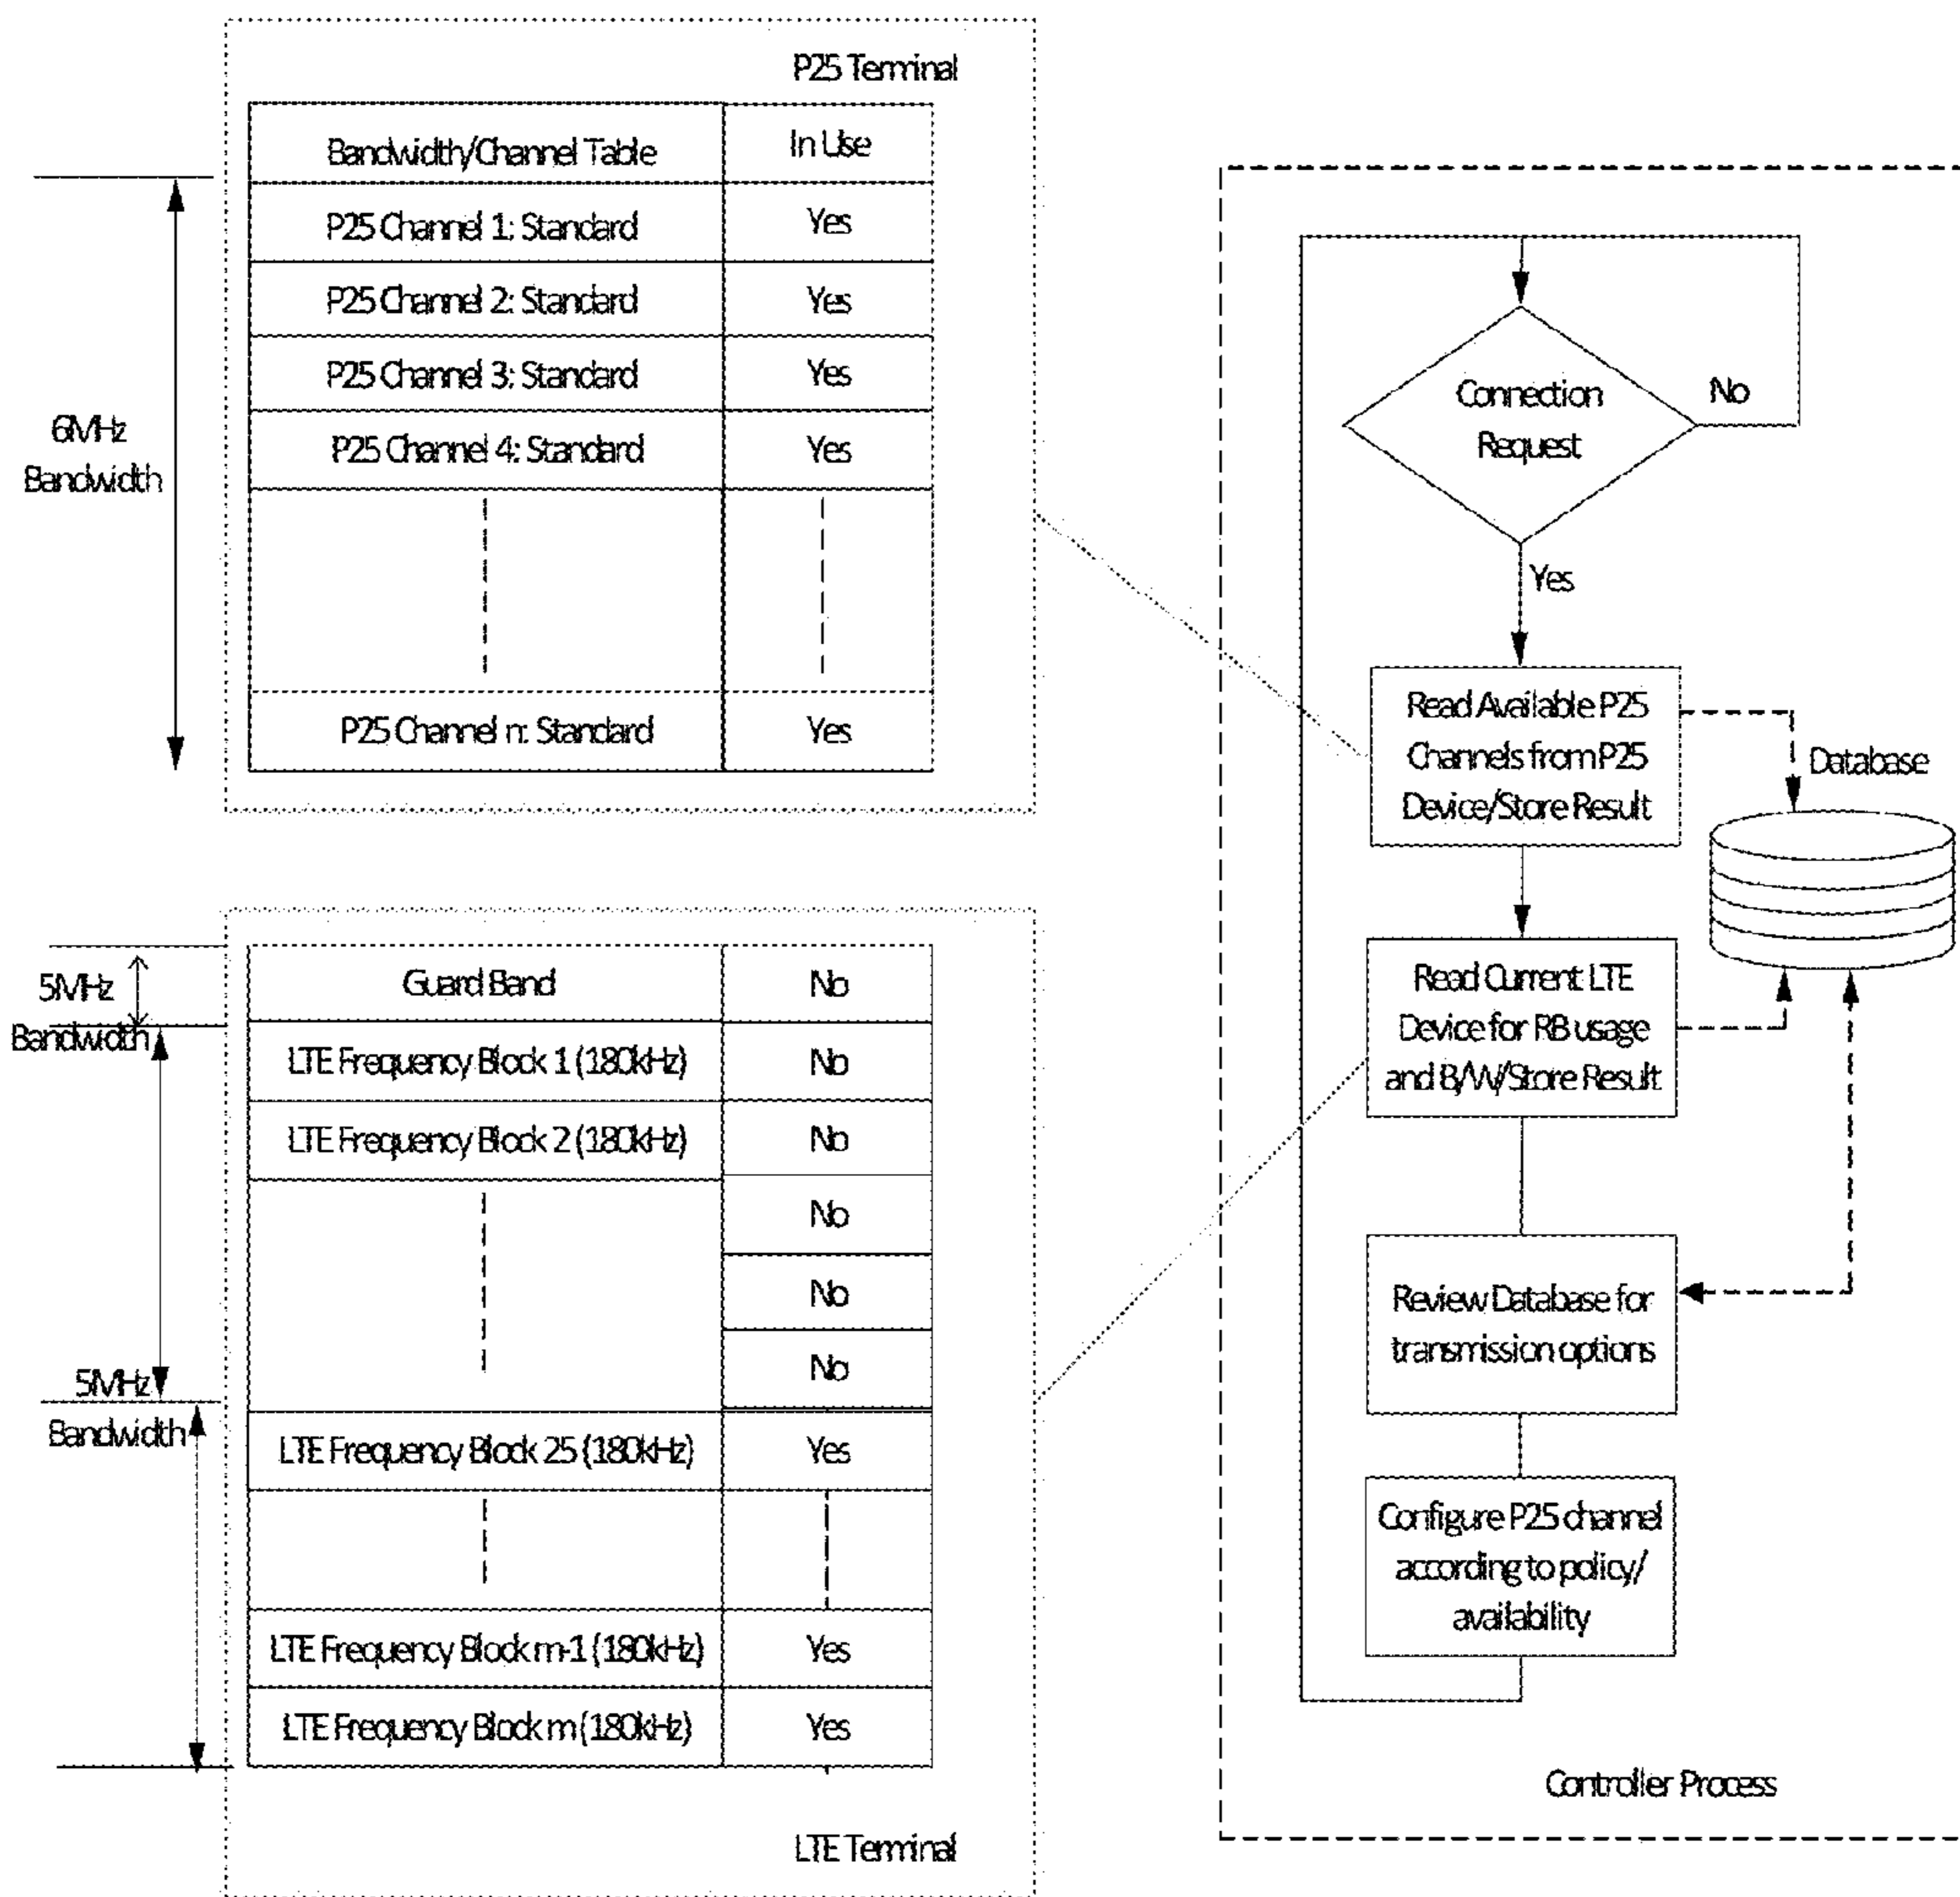 P25 Terminal
Bandwidth/Channel Table
In Use
P25 Channel 1: Standard
Yes
P25 Channel 2: Standard
Yes
P25 Channel 3: Standard
Yes
P25 Channel 4: Standard
Yes
P25 Channel n: Standard
Yes
6MHz
Bandwidth
Guard Band
No
LTE Frequency Block 1 (180kHz)
No
LTE Frequency Block 2 (180kHz)
No
No
No
No
LTE Frequency Block 25 (180kHz)
Yes
LTE Frequency Block m-1 (180kHz)
Yes
LTE Frequency Block m (180kHz)
Yes
5MHz
Bandwidth
5MHz
Bandwidth
LTE Terminal
Connection
Request
No
Yes
Read Available P25
Channels from P25
Device/Store Result
Database
Read Current LTE
Device for RB usage
and B/W/Store Result
Review Database for
transmission options
Configure P25 channel
according to policy/
availability
Controller Process